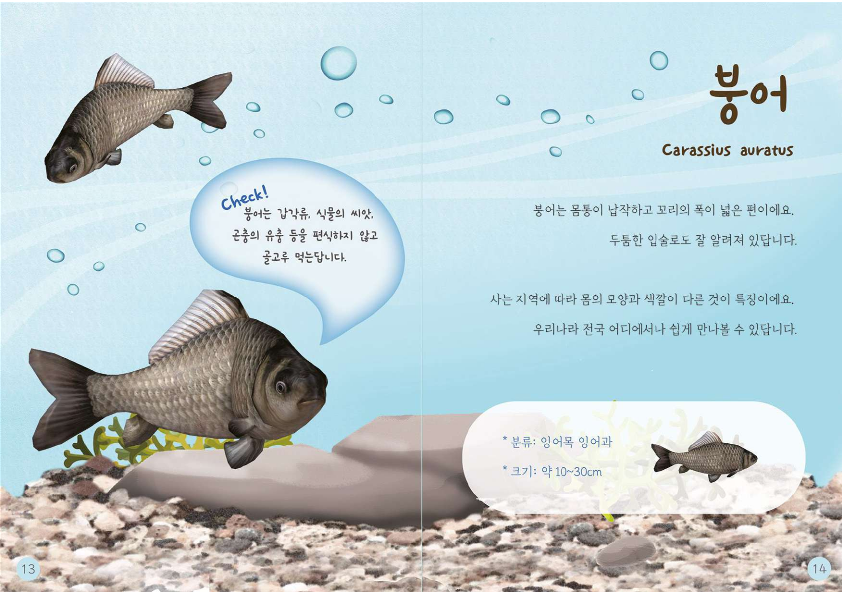 Check!
붕어는 갑각류, 식물의 씨앗,
곤충의 유충 등을 편식하지 않고
골고루 먹는답니다.
13
붕어
Carassius auratus
붕어는 몸통이 납작하고 꼬리의 폭이 넓은 편이에요.
두툼한 입술로도 잘 알려져 있답니다.
사는 지역에 따라 몸의 모양과 색깔이 다른 것이 특징이에요.
우리나라 전국 어디에서나 쉽게 만나볼 수 있답니다.
* 분류: 잉어목 잉어과
* 크기: 약 10~30cm
14